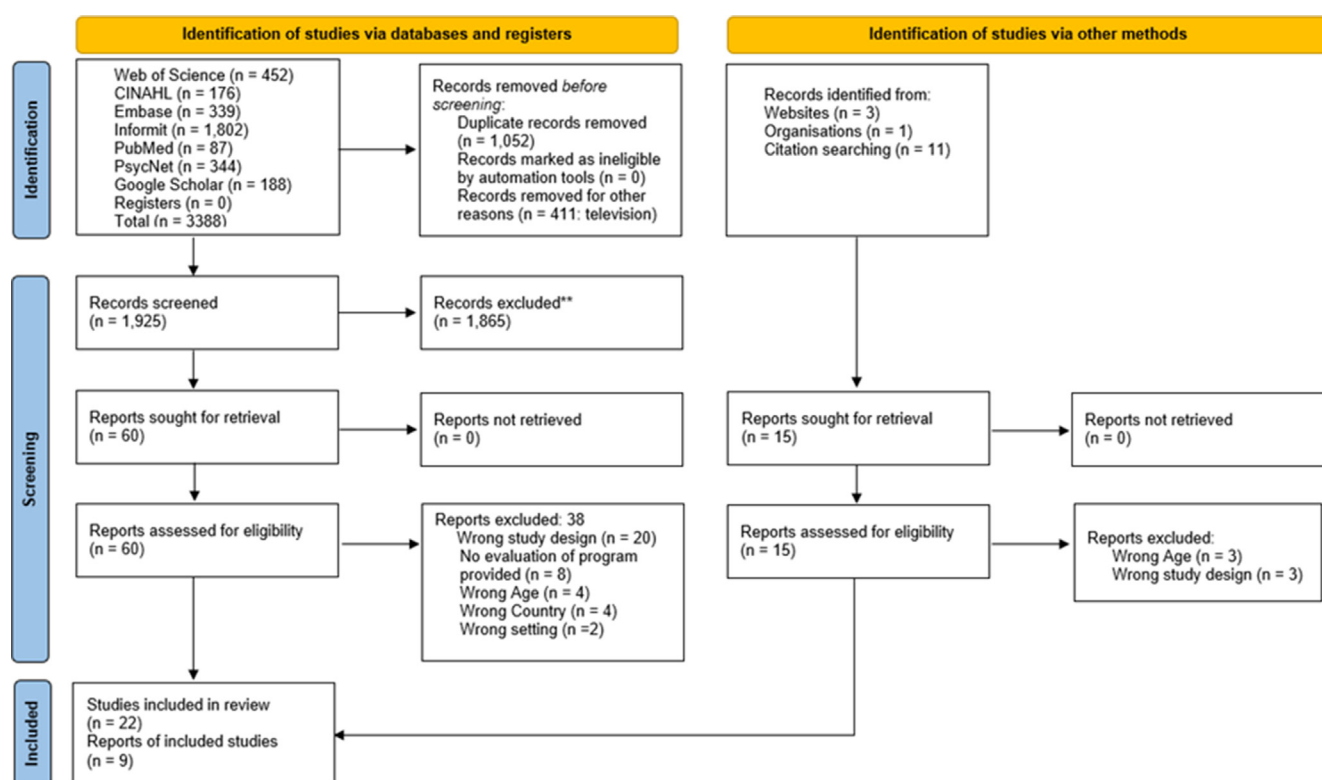 Identification of studies via databases and registers
Identification of studies via other methods
Identification
Web of Science (n = 452)
CINAHL (n = 176)
Embase (n = 339)
Informit (n = 1,802)
PubMed (n = 87)
PsycNet (n = 344)
Google Scholar (n = 188)
Registers (n = 0)
Total (n = 3388
Records removed before
screening:
Duplicate records removed
(n = 1,052)
Records marked as ineligible
by automation tools (n = 0)
Records removed for other
reasons (n = 411: television)
Records identified from:
Websites (n = 3)
Organisations (n = 1)
Citation searching (n = 11)
Screening
Records screened
(n = 1,925)
Records excluded**
(n = 1,865)
Reports sought for retrieval
(n = 60)
Reports not retrieved
(n = 0)
Reports sought for retrieval
(n = 15)
Reports not retrieved
(n = 0)
Reports assessed for eligibility
(n = 60)
Reports excluded: 38
Wrong study design (n = 20)
No evaluation of program
provided (n = 8)
Wrong Age (n = 4)
Wrong Country (n = 4)
Wrong setting (n =2)
Reports assessed for eligibility
(n = 15)
Reports excluded:
Wrong Age (n = 3)
Wrong study design (n = 3)
Included
Studies included in review
(n = 22)
Reports of included studies
(n = 9)